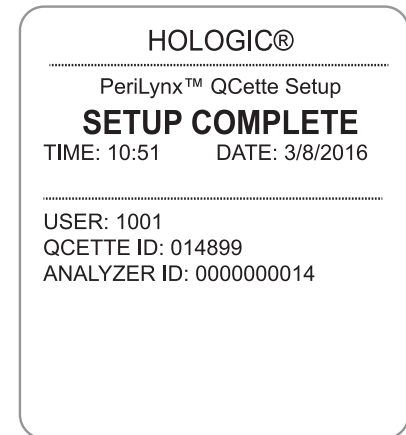 HOLOGIC®
PeriLynx™ QCette Setup
SETUP COMPLETE
TIME: 10:51 DATE: 3/8/2016
USER: 1001
QCETTE ID: 014899
ANALYZER ID: 0000000014